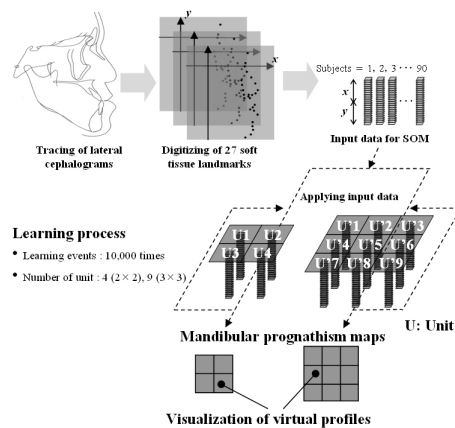 y
x
Subjects = 1, 2, 3 ··· 90
x
y
···
Tracing of lateral
cephalograms
Digitizing of 27 soft
tissue landmarks
Input data for SOM
Applying input data
Learning process
• Learning events : 10,000 times
• Number of unit : 4 (2 × 2), 9 (3 × 3)
U1 U2
U3 U4
U'1 U'2 U'3
U'4 U'5 U'6
U'7 U'8 U'9
U: Unit
Mandibular prognathism maps
Visualization of virtual profiles